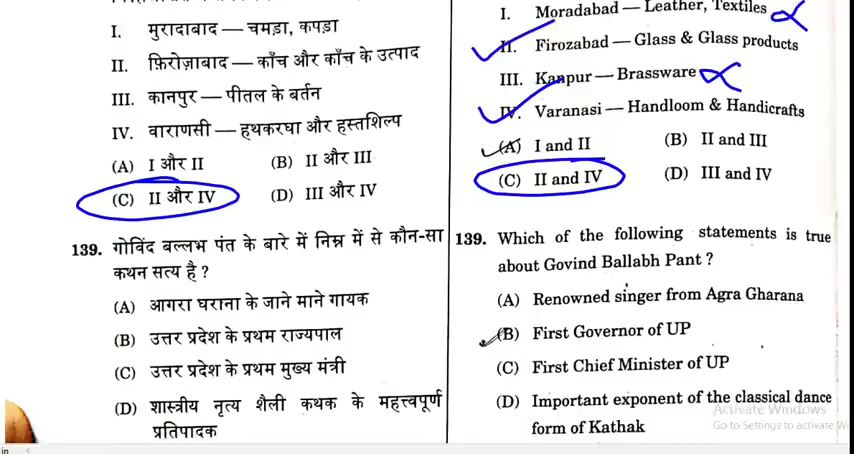 I. मुरादाबाद — चमड़ा, कपड़ा
II. फ़िरोज़ाबाद — काँच और काँच के उत्पाद
III. कानपुर — पीतल के बर्तन
IV. वाराणसी — हथकरघा और हस्तशिल्प
(A) I और II (B) II और III
(C) II और IV (D) III और IV
139. गोविंद बल्लभ पंत के बारे में निम्न में से कौन-सा
कथन सत्य है ?
(A) आगरा घराना के जाने माने गायक
(B) उत्तर प्रदेश के प्रथम राज्यपाल
(C) उत्तर प्रदेश के प्रथम मुख्य मंत्री
(D) शास्त्रीय नृत्य शैली कथक के महत्त्वपूर्ण
प्रतिपादक
I. Moradabad — Leather, Textiles
II. Firozabad — Glass & Glass products
III. Kanpur — Brassware
IV. Varanasi — Handloom & Handicrafts
(A) I and II (B) II and III
(C) II and IV (D) III and IV
139. Which of the following statements is true
about Govind Ballabh Pant ?
(A) Renowned singer from Agra Gharana
(B) First Governor of UP
(C) First Chief Minister of UP
(D) Important exponent of the classical dance
form of Kathak
Activate Windows
Go to Settings to activate W
in